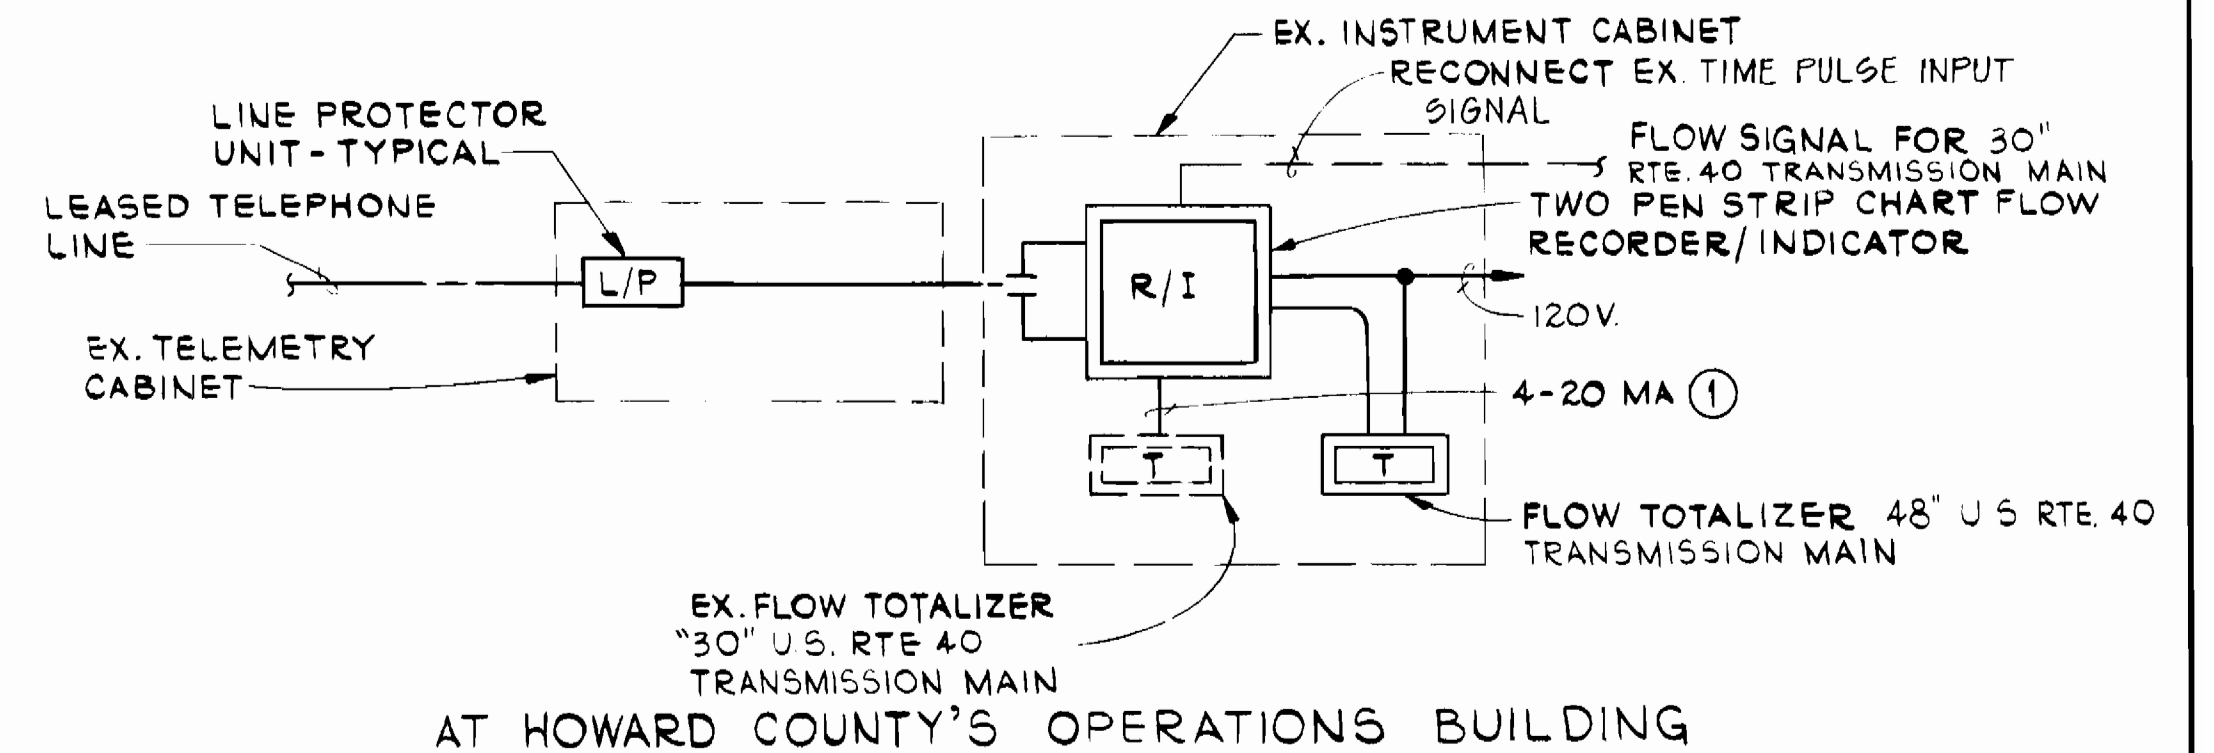 EX. INSTRUMENT CABINET
RECONNECT EX. TIME PULSE INPUT
SIGNAL
LINE PROTECTOR
UNIT - TYPICAL
FLOW SIGNAL FOR 30"
RTE. 40 TRANSMISSION MAIN
LEASED TELEPHONE
LINE
TWO PEN STRIP CHART FLOW
RECORDER/INDICATOR
L/P
R/I
120V.
EX. TELEMETRY
CABINET
4-20 MA 1
T
T
FLOW TOTALIZER 48" U S RTE. 40
TRANSMISSION MAIN
EX. FLOW TOTALIZER
"30" U.S. RTE 40
TRANSMISSION MAIN
AT HOWARD COUNTY'S OPERATIONS BUILDING